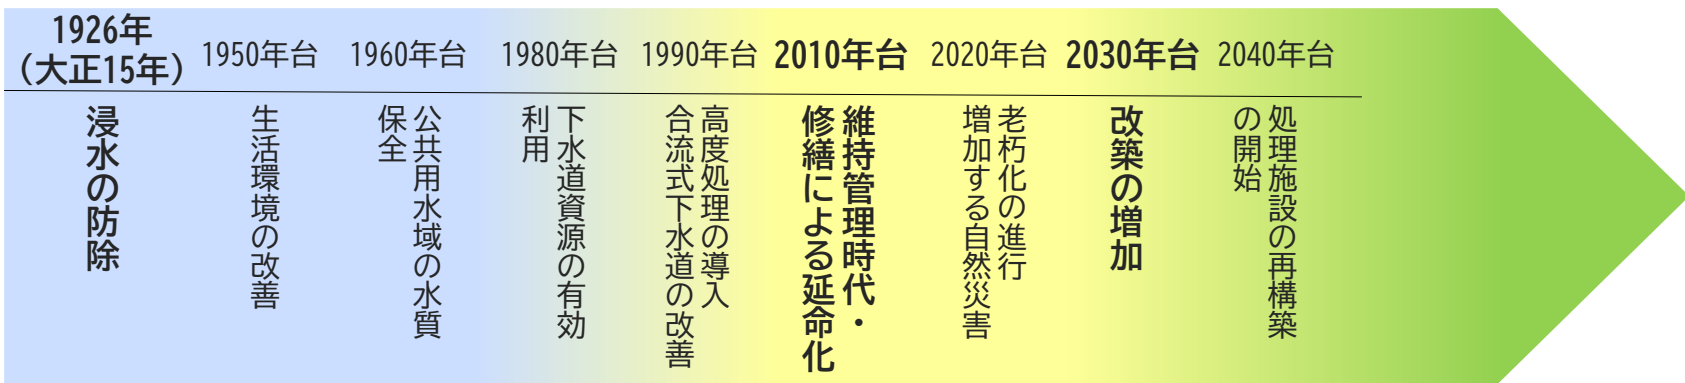 1926年
（大正15年）
浸水の防除
1950年台
生活環境の改善
1960年台
公共用水域の水質
保全
1980年台
下水道資源の有効
利用
1990年台
高度処理の導入
合流式下水道の改善
2010年台
維持管理時代・
修繕による延命化
2020年台
老朽化の進行
増加する自然災害
2030年台
改築の増加
2040年台
処理施設の再構築
の開始